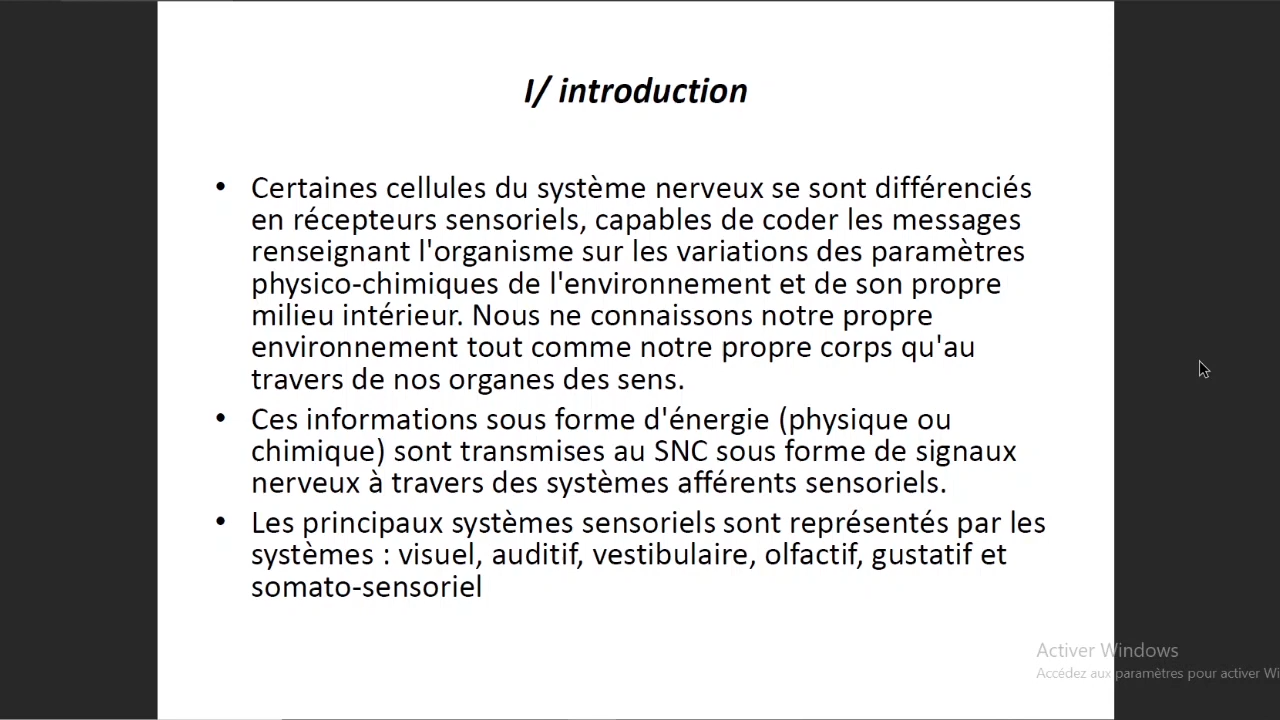 I/ introduction
• Certaines cellules du système nerveux se sont différenciés
en récepteurs sensoriels, capables de coder les messages
renseignant l'organisme sur les variations des paramètres
physico-chimiques de l'environnement et de son propre
milieu intérieur. Nous ne connaissons notre propre
environnement tout comme notre propre corps qu'au
travers de nos organes des sens.
• Ces informations sous forme d'énergie (physique ou
chimique) sont transmises au SNC sous forme de signaux
nerveux à travers des systèmes afférents sensoriels.
• Les principaux systèmes sensoriels sont représentés par les
systèmes : visuel, auditif, vestibulaire, olfactif, gustatif et
somato-sensoriel
Activer Windows
Accédez aux paramètres pour activer Wi